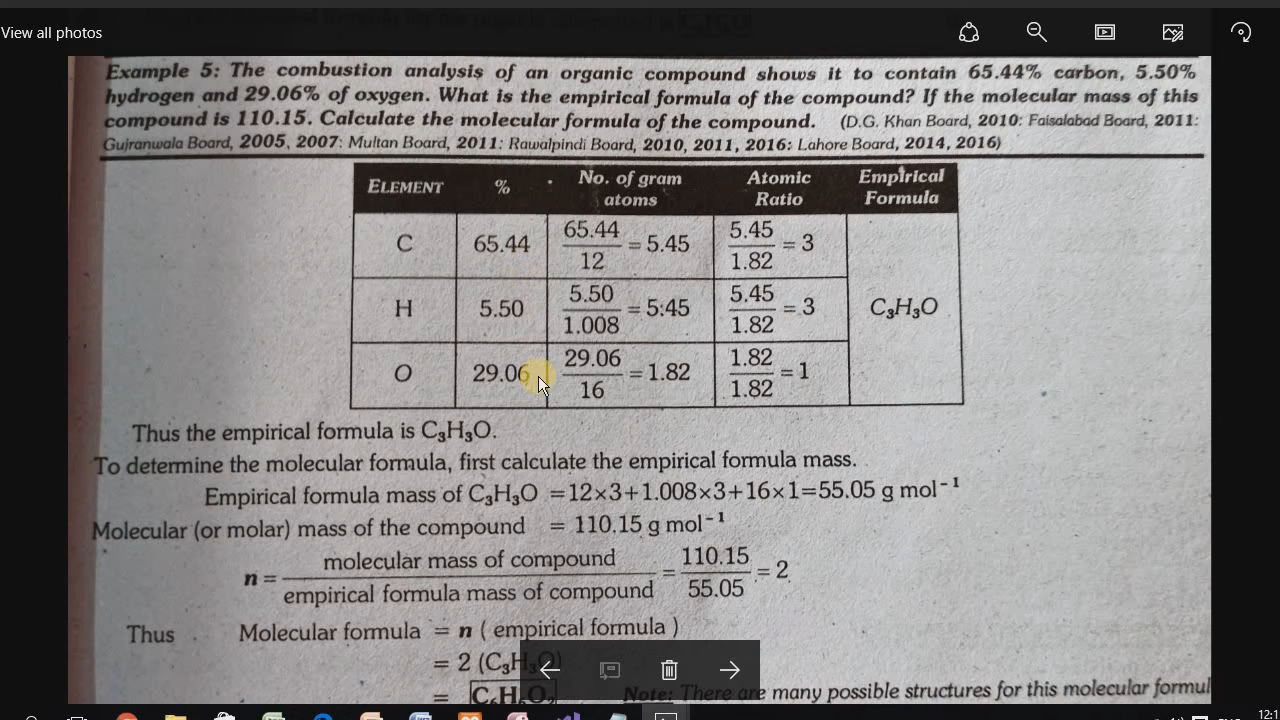 View all photos
Example 5: The combustion analysis of an organic compound shows it to contain 65.44% carbon, 5.50%
hydrogen and 29.06% of oxygen. What is the empirical formula of the compound? If the molecular mass of this
compound is 110.15. Calculate the molecular formula of the compound. (D.G. Khan Board, 2010: Faisalabad Board, 2011:
Gujranwala Board, 2005, 2007: Multan Board, 2011: Rawalpindi Board, 2010, 2011, 2016: Lahore Board, 2014, 2016)
ELEMENT % No. of gram atoms Atomic Ratio Empirical Formula
C 65.44 65.44/12 = 5.45 5.45/1.82 = 3
H 5.50 5.50/1.008 = 5:45 5.45/1.82 = 3 C₃H₃O
O 29.06 29.06/16 = 1.82 1.82/1.82 = 1
Thus the empirical formula is C₃H₃O.
To determine the molecular formula, first calculate the empirical formula mass.
Empirical formula mass of C₃H₃O =12×3+1.008×3+16×1=55.05 g mol⁻¹
Molecular (or molar) mass of the compound = 110.15 g mol⁻¹
n = molecular mass of compound / empirical formula mass of compound = 110.15/55.05 = 2
Thus Molecular formula = n ( empirical formula )
= 2 (C₃H₃O)
=
Note: There are many possible structures for this molecular formul
12:1